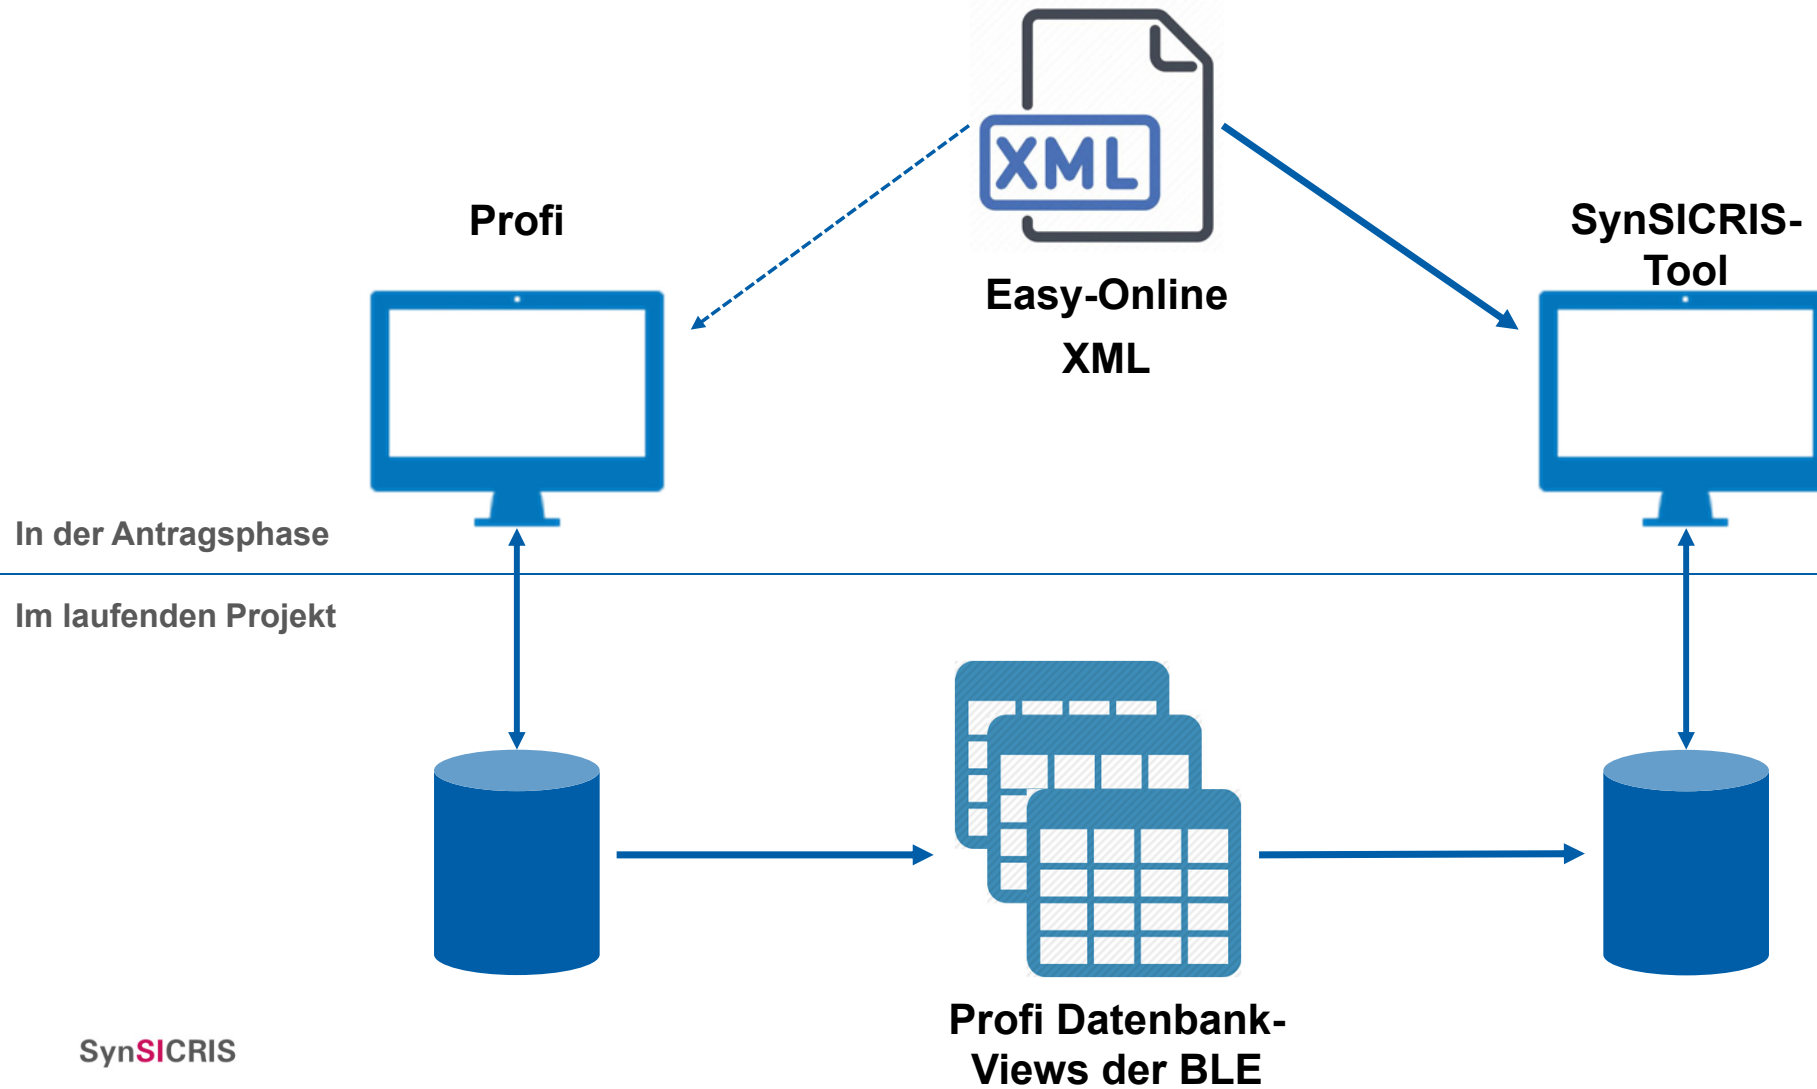 XML
Profi
SynSICRIS-
Tool
Easy-Online
XML
In der Antragsphase
Im laufenden Projekt
Profi Datenbank-
Views der BLE
SynSICRIS